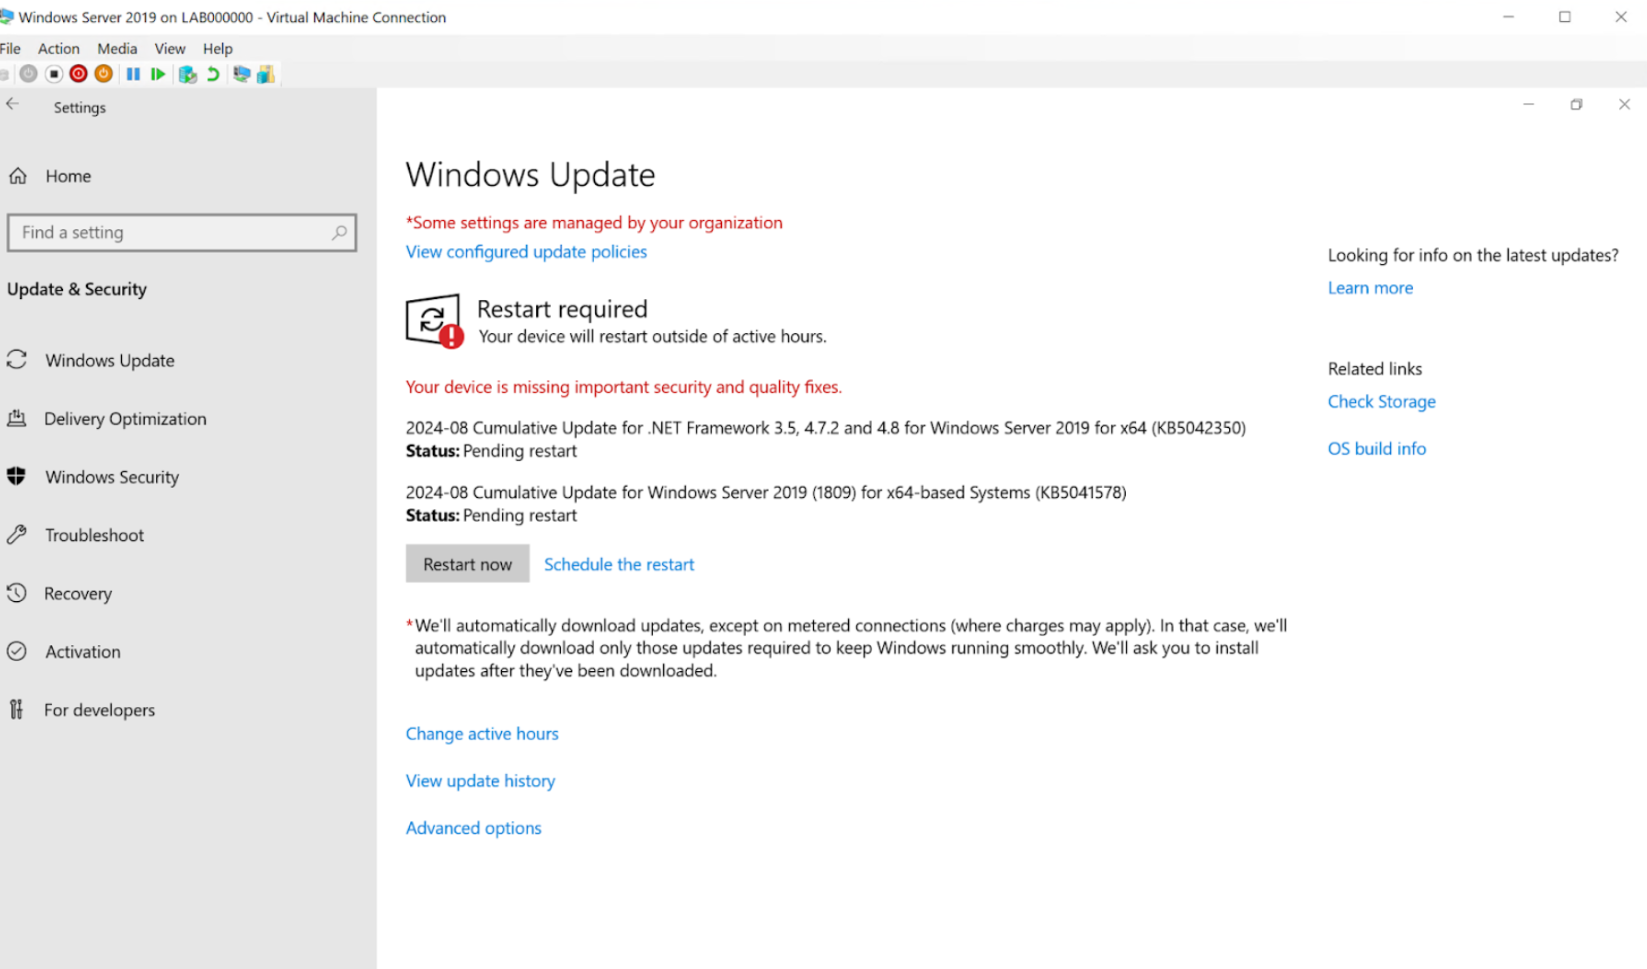 Windows Server 2019 on LAB000000 - Virtual Machine Connection
File Action Media View Help
Settings
Home
Find a setting
Update & Security
Windows Update
Delivery Optimization
Windows Security
Troubleshoot
Recovery
Activation
For developers
Windows Update
*Some settings are managed by your organization
View configured update policies
Restart required
Your device will restart outside of active hours.
Your device is missing important security and quality fixes.
2024-08 Cumulative Update for .NET Framework 3.5, 4.7.2 and 4.8 for Windows Server 2019 for x64 (KB5042350)
Status: Pending restart
2024-08 Cumulative Update for Windows Server 2019 (1809) for x64-based Systems (KB5041578)
Status: Pending restart
Restart now Schedule the restart
*We'll automatically download updates, except on metered connections (where charges may apply). In that case, we'll
automatically download only those updates required to keep Windows running smoothly. We'll ask you to install
updates after they've been downloaded.
Change active hours
View update history
Advanced options
Looking for info on the latest updates?
Learn more
Related links
Check Storage
OS build info